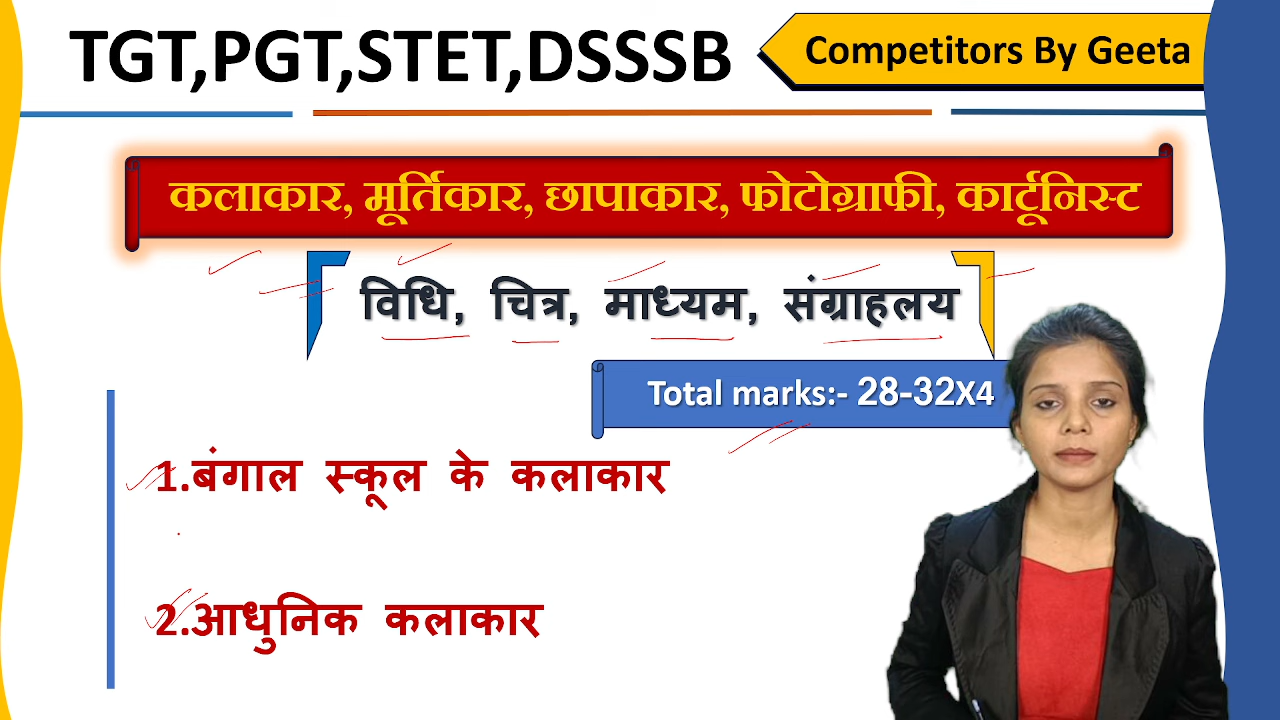 TGT,PGT,STET,DSSSB
Competitors By Geeta
कलाकार, मूर्तिकार, छापाकार, फोटोग्राफी, कार्टूनिस्ट
विधि, चित्र, माध्यम, संग्राहलय
Total marks:- 28-32X4
1.बंगाल स्कूल के कलाकार
2.आधुनिक कलाकार